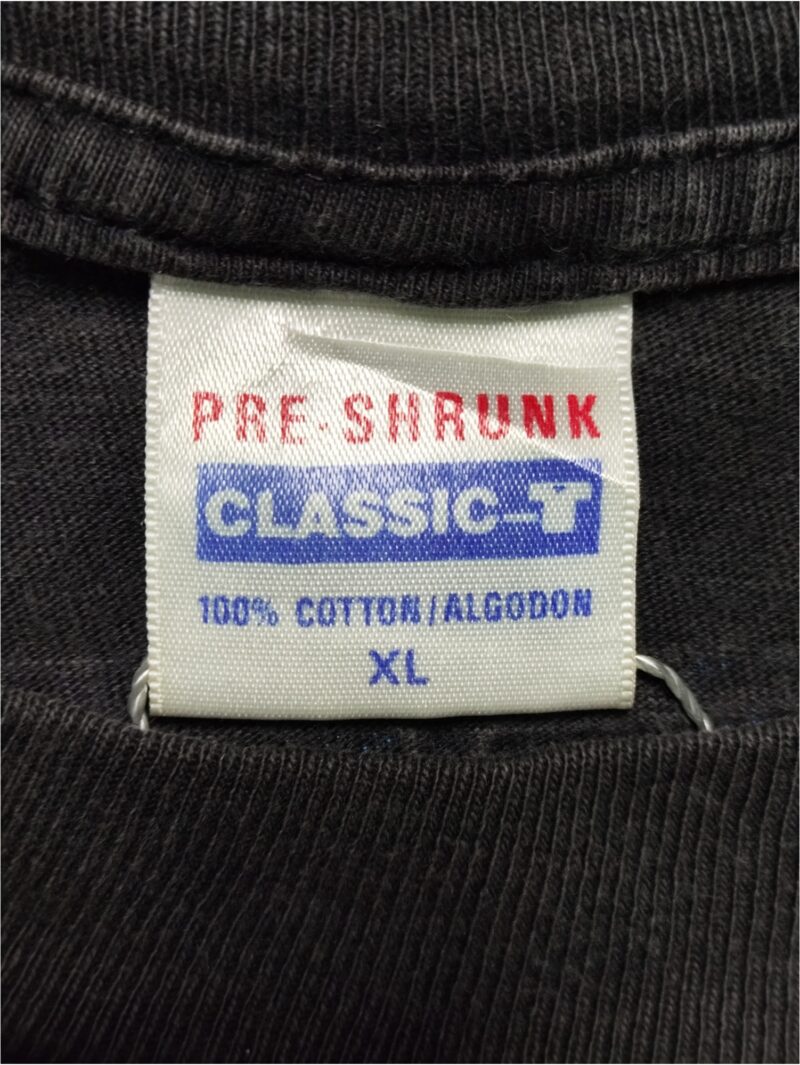 PRE-SHRUNK
CLASSIC-T
100% COTTON/ALGODON
XL